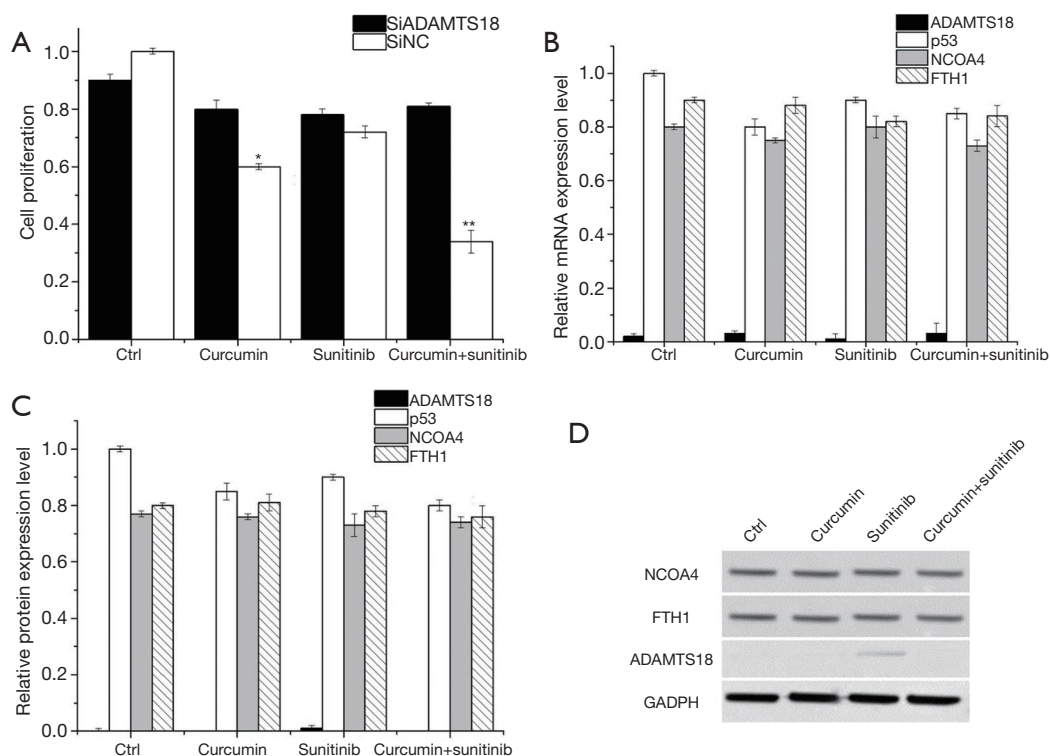 A
SiADAMTS18
SiNC
Cell proliferation
1.0
0.8
0.6
0.4
0.2
0.0
*
**
Ctrl
Curcumin
Sunitinib
Curcumin+sunitinib
B
ADAMTS18
p53
NCOA4
FTH1
Relative mRNA expression level
1.0
0.8
0.6
0.4
0.2
0.0
Ctrl
Curcumin
Sunitinib
Curcumin+sunitinib
C
ADAMTS18
p53
NCOA4
FTH1
Relative protein expression level
1.0
0.8
0.6
0.4
0.2
0.0
Ctrl
Curcumin
Sunitinib
Curcumin+sunitinib
D
Ctrl
Curcumin
Sunitinib
Curcumin+sunitinib
NCOA4
FTH1
ADAMTS18
GADPH